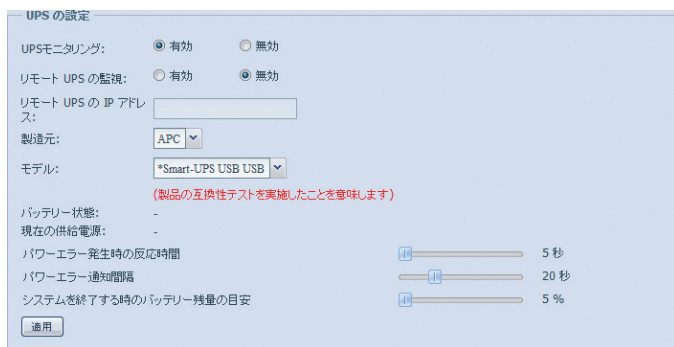 UPS の設定
UPSモニタリング: 有効 無効
リモート UPS の監視: 有効 無効
リモート UPS の IP アドレ
ス:
製造元: APC
モデル: *Smart-UPS USB USB
(製品の互換性テストを実施したことを意味します)
バッテリー状態: -
現在の供給電源: -
パワーエラー発生時の反応時間 5 秒
パワーエラー通知間隔 20 秒
システムを終了する時のバッテリー残量の目安 5 %
適用